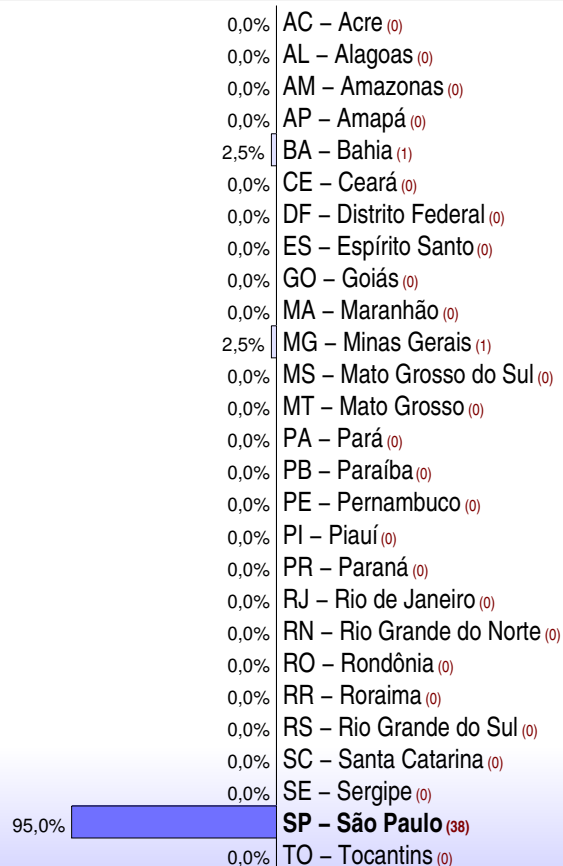 0,0% AC – Acre (0)
0,0% AL – Alagoas (0)
0,0% AM – Amazonas (0)
0,0% AP – Amapá (0)
2,5% BA – Bahia (1)
0,0% CE – Ceará (0)
0,0% DF – Distrito Federal (0)
0,0% ES – Espírito Santo (0)
0,0% GO – Goiás (0)
0,0% MA – Maranhão (0)
2,5% MG – Minas Gerais (1)
0,0% MS – Mato Grosso do Sul (0)
0,0% MT – Mato Grosso (0)
0,0% PA – Pará (0)
0,0% PB – Paraíba (0)
0,0% PE – Pernambuco (0)
0,0% PI – Piauí (0)
0,0% PR – Paraná (0)
0,0% RJ – Rio de Janeiro (0)
0,0% RN – Rio Grande do Norte (0)
0,0% RO – Rondônia (0)
0,0% RR – Roraima (0)
0,0% RS – Rio Grande do Sul (0)
0,0% SC – Santa Catarina (0)
0,0% SE – Sergipe (0)
95,0% SP – São Paulo (38)
0,0% TO – Tocantins (0)